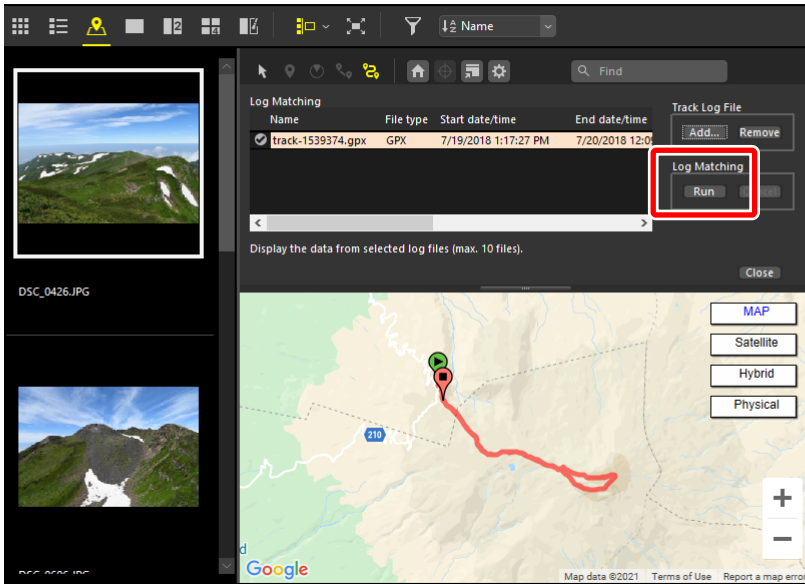 2
4
Name
Find
Log Matching
Name File type Start date/time End date/time
track-1539374.gpx GPX 7/19/2018 1:17:27 PM 7/20/2018 12:0
Display the data from selected log files (max. 10 files).
Track Log File
Add... Remove
Log Matching
Run
Close
DSC_0426.JPG
MAP
Satellite
Hybrid
Physical
210
d
Google
Map data ©2021 Terms of Use Report a map erro